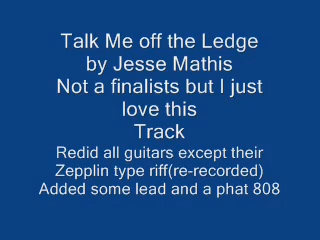 Talk Me off the Ledge
by Jesse Mathis
Not a finalists but I just
love this
Track
Redid all guitars except their
Zepplin type riff(re-recorded)
Added some lead and a phat 808